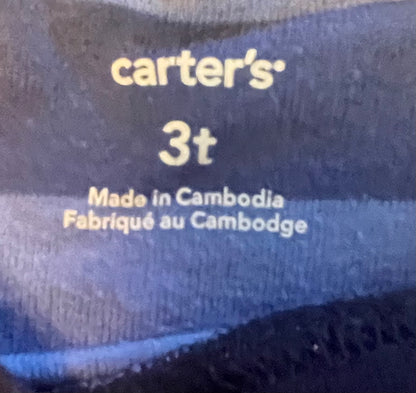 carter's®
3t
Made in Cambodia
Fabriqué au Cambodge